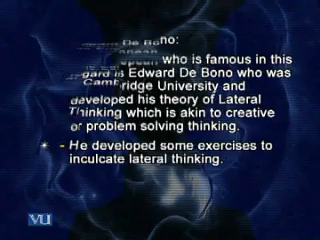 De Bono:
who is famous in this
regard is Edward De Bono who was
Cambridge University and
developed his theory of Lateral
Thinking which is akin to creative
or problem solving thinking.
- He developed some exercises to
inculcate lateral thinking.
VU